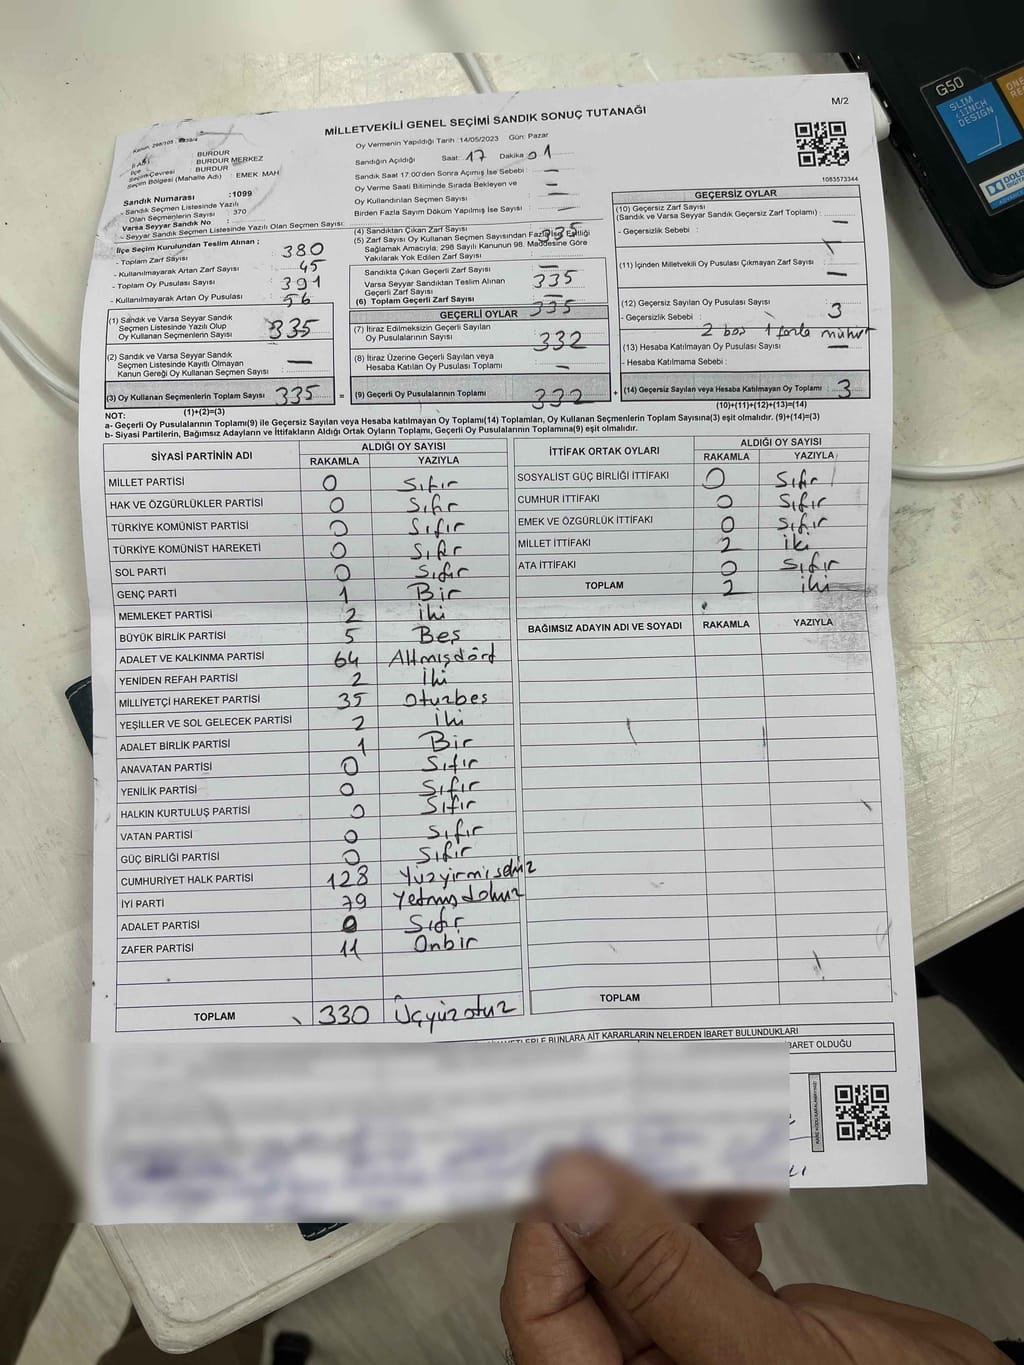 G50
SLIM
11INCH
DESIGN
M/2
MİLLETVEKİLİ GENEL SEÇİMİ SANDIK SONUÇ TUTANAĞI
Oy Vermenin Yapıldığı Tarih : 14/05/2023 Gün: Pazar
Sandığın Açıldığı Saat: 17 Dakika 01
Sandık Saat 17.00'den Sonra Açılmış İse Sebebi : —
Oy Verme Saati Bitiminde Sırada Bekleyen ve
Oy Kullandırılan Seçmen Sayısı : —
Birden Fazla Sayım Döküm Yapılmış İse Sayısı : —
1083573344
İli : BURDUR
İlçe : BURDUR MERKEZ
Seçim Çevresi : BURDUR
Seçim Bölgesi (Mahalle Adı) : EMEK MAH
Sandık Numarası :1099
- Sandık Seçmen Listesinde Yazılı
Olan Seçmenlerin Sayısı : 370
Varsa Seyyar Sandık No :
- Seyyar Sandık Seçmen Listesinde Yazılı Olan Seçmen Sayısı:
İlçe Seçim Kurulundan Teslim Alınan ;
- Toplam Zarf Sayısı : 380
- Kullanılmayarak Artan Zarf Sayısı : 45
- Toplam Oy Pusulası Sayısı : 391
- Kullanılmayarak Artan Oy Pusulası : 56
(1) Sandık ve Varsa Seyyar Sandık
Seçmen Listesinde Yazılı Olup
Oy Kullanan Seçmenlerin Sayısı : 335
(2) Sandık ve Varsa Seyyar Sandık
Seçmen Listesinde Kayıtlı Olmayan
Kanun Gereği Oy Kullanan Seçmen Sayısı : —
(3) Oy Kullanan Seçmenlerin Toplam Sayısı : 335 =
(1)+(2)=(3)
(4) Sandıktan Çıkan Zarf Sayısı : 335
(5) Zarf Sayısı Oy Kullanan Seçmen Sayısından Fazla İse Eşitliği
Sağlamak Amacıyla; 298 Sayılı Kanunun 98. Maddesine Göre
Yakılarak Yok Edilen Zarf Sayısı : —
Sandıkta Çıkan Geçerli Zarf Sayısı : 335
Varsa Seyyar Sandıktan Teslim Alınan
Geçerli Zarf Sayısı : —
(6) Toplam Geçerli Zarf Sayısı : 335
GEÇERLİ OYLAR
(7) İtiraz Edilmeksizin Geçerli Sayılan
Oy Pusulalarının Sayısı : 332
(8) İtiraz Üzerine Geçerli Sayılan veya
Hesaba Katılan Oy Pusulası Toplamı : —
(9) Geçerli Oy Pusulalarının Toplamı : 332 +
GEÇERSİZ OYLAR
(10) Geçersiz Zarf Sayısı
(Sandık ve Varsa Seyyar Sandık Geçersiz Zarf Toplamı) : —
- Geçersizlik Sebebi :
(11) İçinden Milletvekili Oy Pusulası Çıkmayan Zarf Sayısı : —
(12) Geçersiz Sayılan Oy Pusulası Sayısı : 3
- Geçersizlik Sebebi : 2 boş 1 fazla mühür
(13) Hesaba Katılmayan Oy Pusulası Sayısı : —
- Hesaba Katılmama Sebebi :
(14) Geçersiz Sayılan veya Hesaba Katılmayan Oy Toplamı : 3
(10)+(11)+(12)+(13)=(14)
NOT:
a- Geçerli Oy Pusulalarının Toplamı(9) ile Geçersiz Sayılan veya Hesaba katılmayan Oy Toplamı(14) Toplamları, Oy Kullanan Seçmenlerin Toplam Sayısına(3) eşit olmalıdır. (9)+(14)=(3)
b- Siyasi Partilerin, Bağımsız Adayların ve İttifakların Aldığı Ortak Oyların Toplamı, Geçerli Oy Pusulalarının Toplamına(9) eşit olmalıdır.
SİYASİ PARTİNİN ADI ALDIĞI OY SAYISI
RAKAMLA YAZIYLA
MİLLET PARTİSİ 0 Sıfır
HAK VE ÖZGÜRLÜKLER PARTİSİ 0 Sıfır
TÜRKİYE KOMÜNİST PARTİSİ 0 Sıfır
TÜRKİYE KOMÜNİST HAREKETİ 0 Sıfır
SOL PARTİ 0 Sıfır
GENÇ PARTİ 1 Bir
MEMLEKET PARTİSİ 2 İki
BÜYÜK BİRLİK PARTİSİ 5 Beş
ADALET VE KALKINMA PARTİSİ 64 Altmışdört
YENİDEN REFAH PARTİSİ 2 İki
MİLLİYETÇİ HAREKET PARTİSİ 35 Otuzbeş
YEŞİLLER VE SOL GELECEK PARTİSİ 2 İki
ADALET BİRLİK PARTİSİ 1 Bir
ANAVATAN PARTİSİ 0 Sıfır
YENİLİK PARTİSİ 0 Sıfır
HALKIN KURTULUŞ PARTİSİ 0 Sıfır
VATAN PARTİSİ 0 Sıfır
GÜÇ BİRLİĞİ PARTİSİ 0 Sıfır
CUMHURİYET HALK PARTİSİ 128 Yüzyirmisekiz
İYİ PARTİ 79 Yetmişdokuz
ADALET PARTİSİ 0 Sıfır
ZAFER PARTİSİ 11 Onbir
TOPLAM 330 Üçyüzotuz
İTTİFAK ORTAK OYLARI ALDIĞI OY SAYISI
RAKAMLA YAZIYLA
SOSYALİST GÜÇ BİRLİĞİ İTTİFAKI 0 Sıfır
CUMHUR İTTİFAKI 0 Sıfır
EMEK VE ÖZGÜRLÜK İTTİFAKI 0 Sıfır
MİLLET İTTİFAKI 2 İki
ATA İTTİFAKI 0 Sıfır
TOPLAM 2 iki
BAĞIMSIZ ADAYIN ADI VE SOYADI RAKAMLA YAZIYLA
TOPLAM
BUNLARA AİT KARARLARIN NELERDEN İBARET BULUNDUKLARI
İBARET OLDUĞU